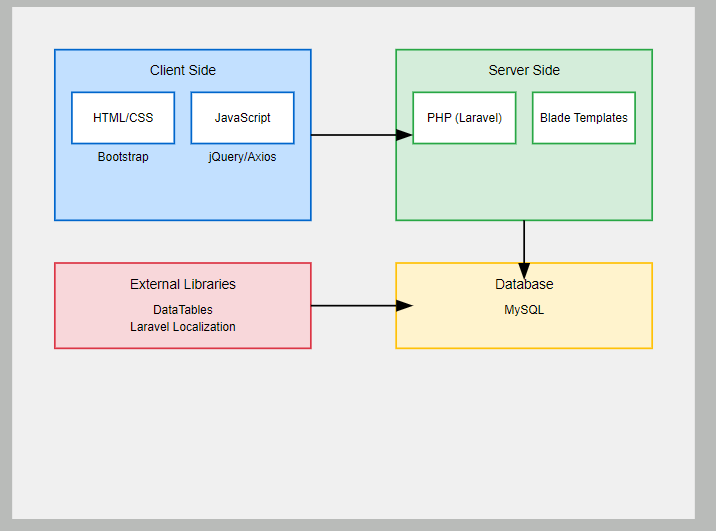 Client Side
HTML/CSS
JavaScript
Bootstrap
jQuery/Axios
Server Side
PHP (Laravel)
Blade Templates
External Libraries
DataTables
Laravel Localization
Database
MySQL